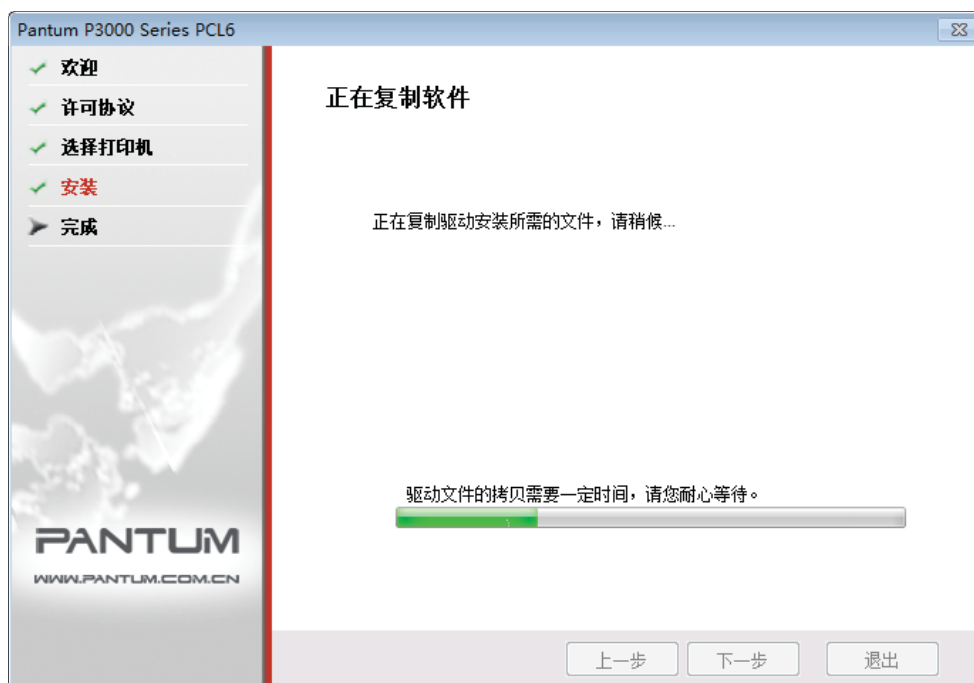 Pantum P3000 Series PCL6
欢迎
许可协议
选择打印机
安装
完成
PANTUM
WWW.PANTUM.COM.CN
正在复制软件
正在复制驱动安装所需的文件，请稍候...
驱动文件的拷贝需要一定时间，请您耐心等待。
上一步
下一步
退出